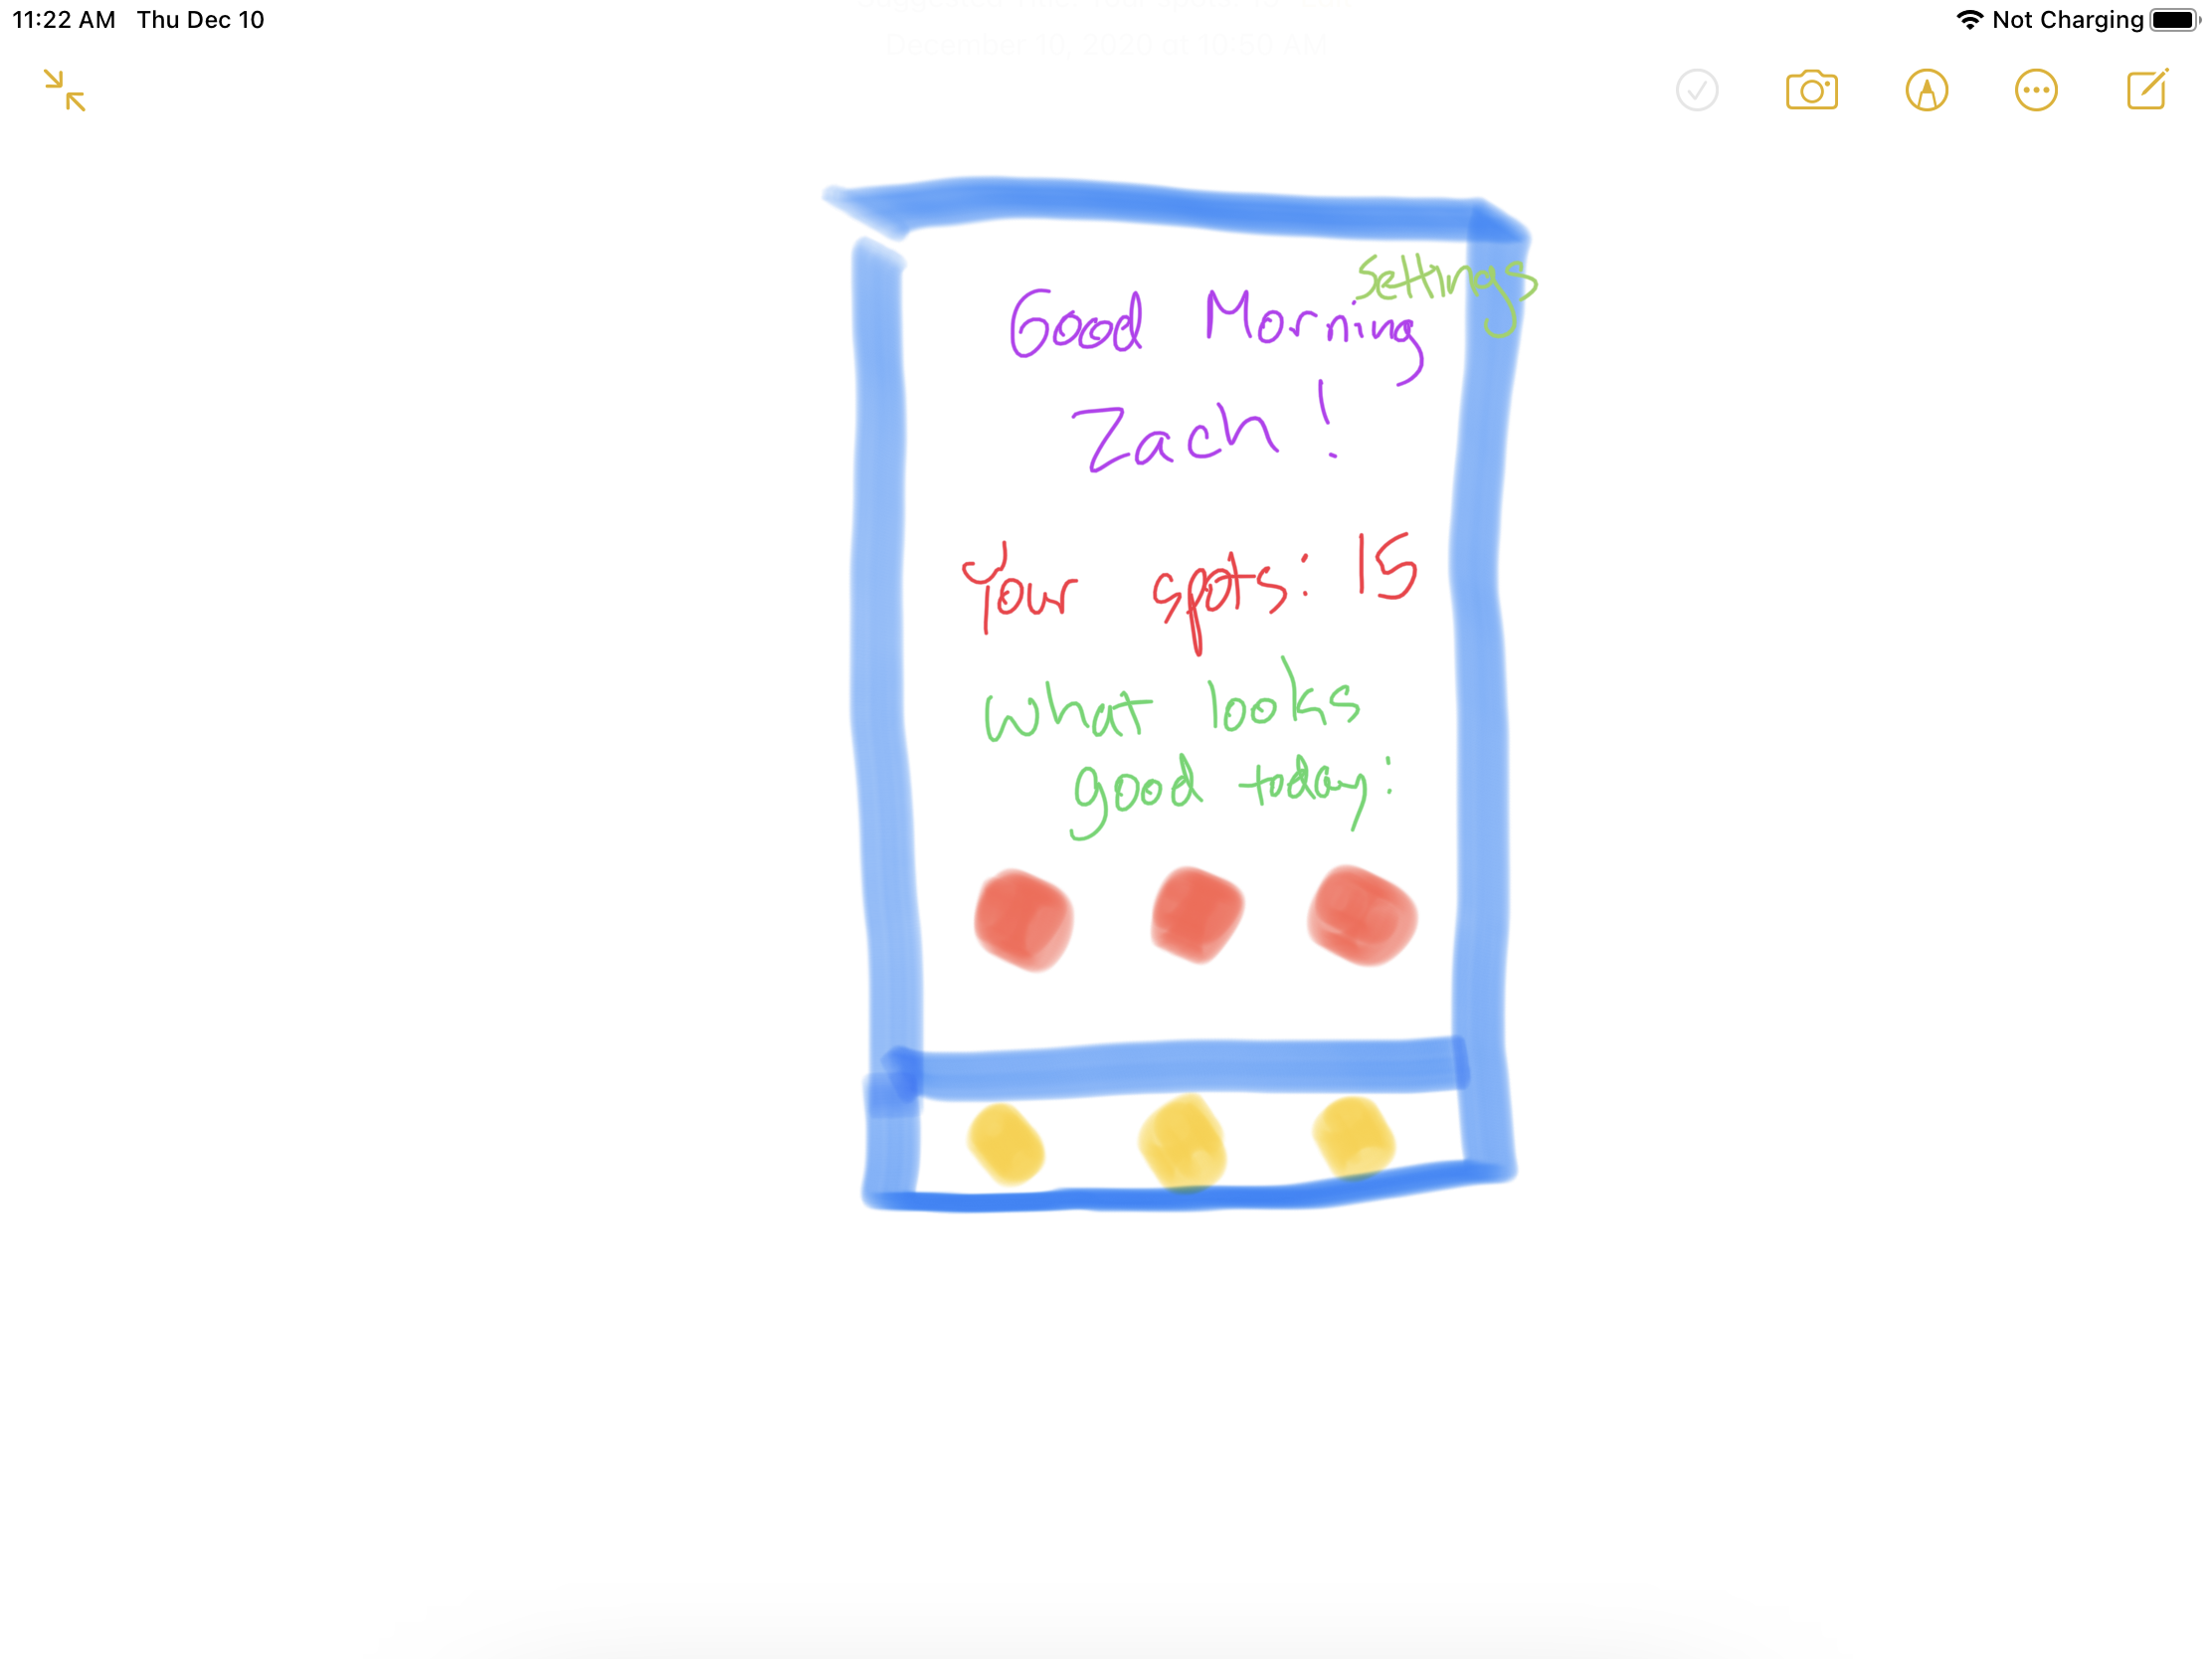 11:22 AM Thu Dec 10
Not Charging
December 10, 2020 at 10:50 AM
Settings
Good Morning
Zach!
Your spots: 15
What looks
good today: